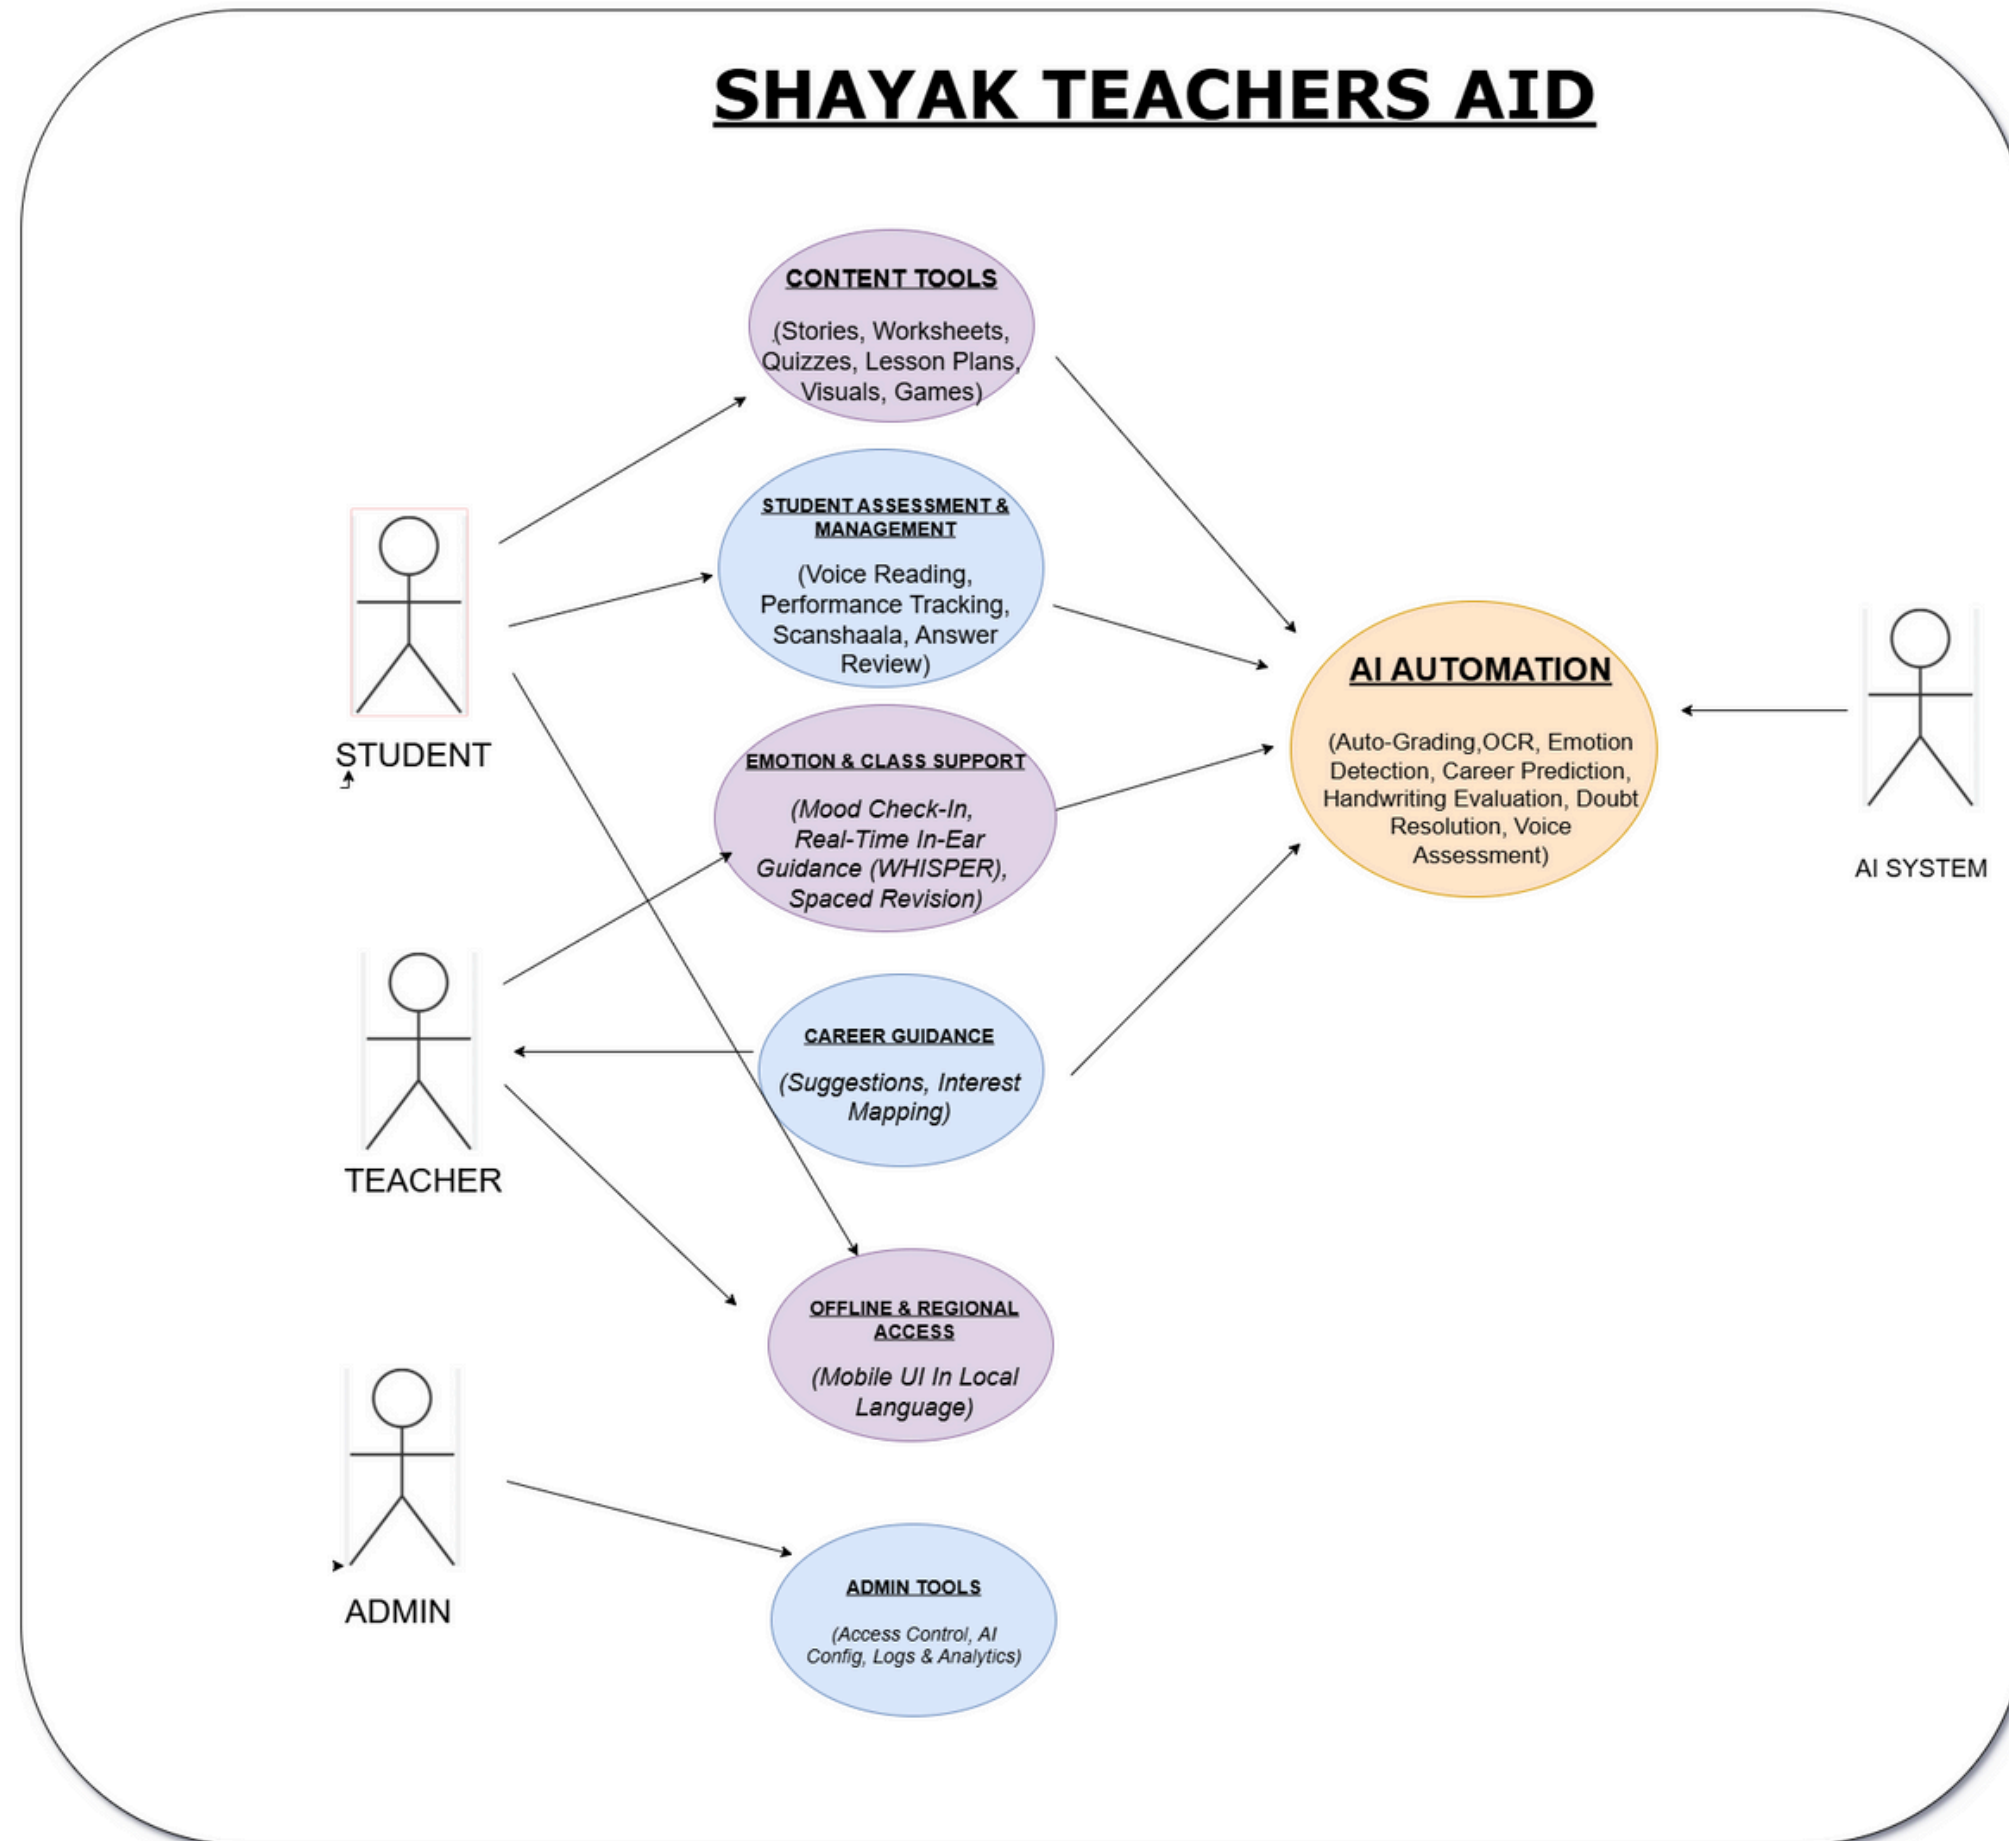 SHAYAK TEACHERS AID
CONTENT TOOLS
(Stories, Worksheets,
Quizzes, Lesson Plans,
Visuals, Games)
STUDENT ASSESSMENT &
MANAGEMENT
(Voice Reading,
Performance Tracking,
Scanshaala, Answer
Review)
STUDENT
EMOTION & CLASS SUPPORT
(Mood Check-In,
Real-Time In-Ear
Guidance (WHISPER),
Spaced Revision)
AI AUTOMATION
(Auto-Grading,OCR, Emotion
Detection, Career Prediction,
Handwriting Evaluation, Doubt
Resolution, Voice
Assessment)
AI SYSTEM
CAREER GUIDANCE
(Suggestions, Interest
Mapping)
TEACHER
OFFLINE & REGIONAL
ACCESS
(Mobile UI In Local
Language)
ADMIN
ADMIN TOOLS
(Access Control, AI
Config, Logs & Analytics)